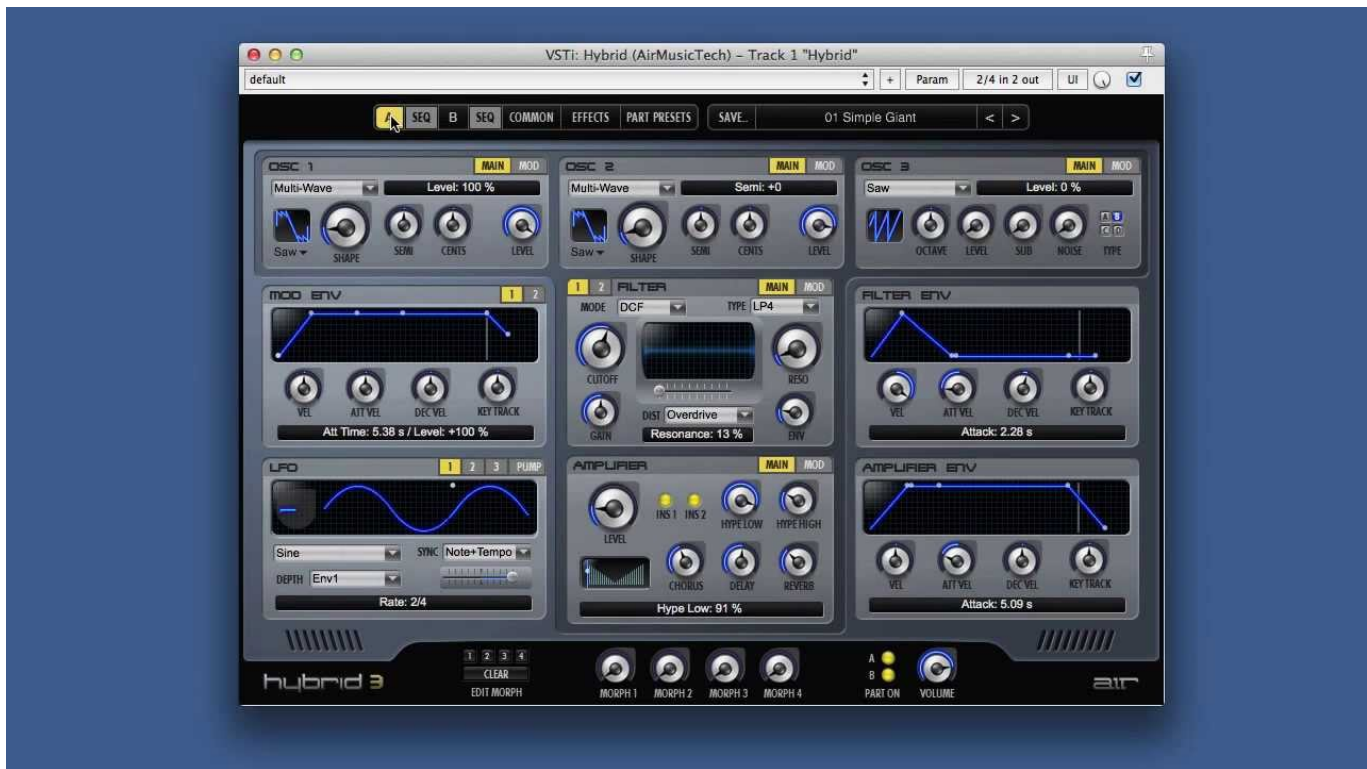 VSTi: Hybrid (AirMusicTech) – Track 1 "Hybrid"
default + Param 2/4 in 2 out UI
A SEQ B SEQ COMMON EFFECTS PART PRESETS SAVE.. 01 Simple Giant < >
OSC 1 MAIN MOD
Multi-Wave Level: 100 %
Saw SHAPE SEMI CENTS LEVEL
OSC 2 MAIN MOD
Multi-Wave Semi: +0
Saw SHAPE SEMI CENTS LEVEL
OSC 3 MAIN MOD
Saw Level: 0 %
A B
C D
OCTAVE LEVEL SUB NOISE TYPE
MOD ENV 1 2
VEL ATT VEL DEC VEL KEY TRACK
Att Time: 5.38 s / Level: +100 %
1 2 FILTER MAIN MOD
MODE DCF TYPE LP4
CUTOFF RESO
DIST Overdrive
GAIN Resonance: 13 % ENV
FILTER ENV
VEL ATT VEL DEC VEL KEY TRACK
Attack: 2.28 s
LFO 1 2 3 PUMP
Sine SYNC Note+Tempo
DEPTH Env1
Rate: 2/4
AMPLIFIER MAIN MOD
INS 1 INS 2 HYPE LOW HYPE HIGH
LEVEL
CHORUS DELAY REVERB
Hype Low: 91 %
AMPLIFIER ENV
VEL ATT VEL DEC VEL KEY TRACK
Attack: 5.09 s
hybrid 3
1 2 3 4
CLEAR
EDIT MORPH
MORPH 1 MORPH 2 MORPH 3 MORPH 4
A
B
PART ON VOLUME
air